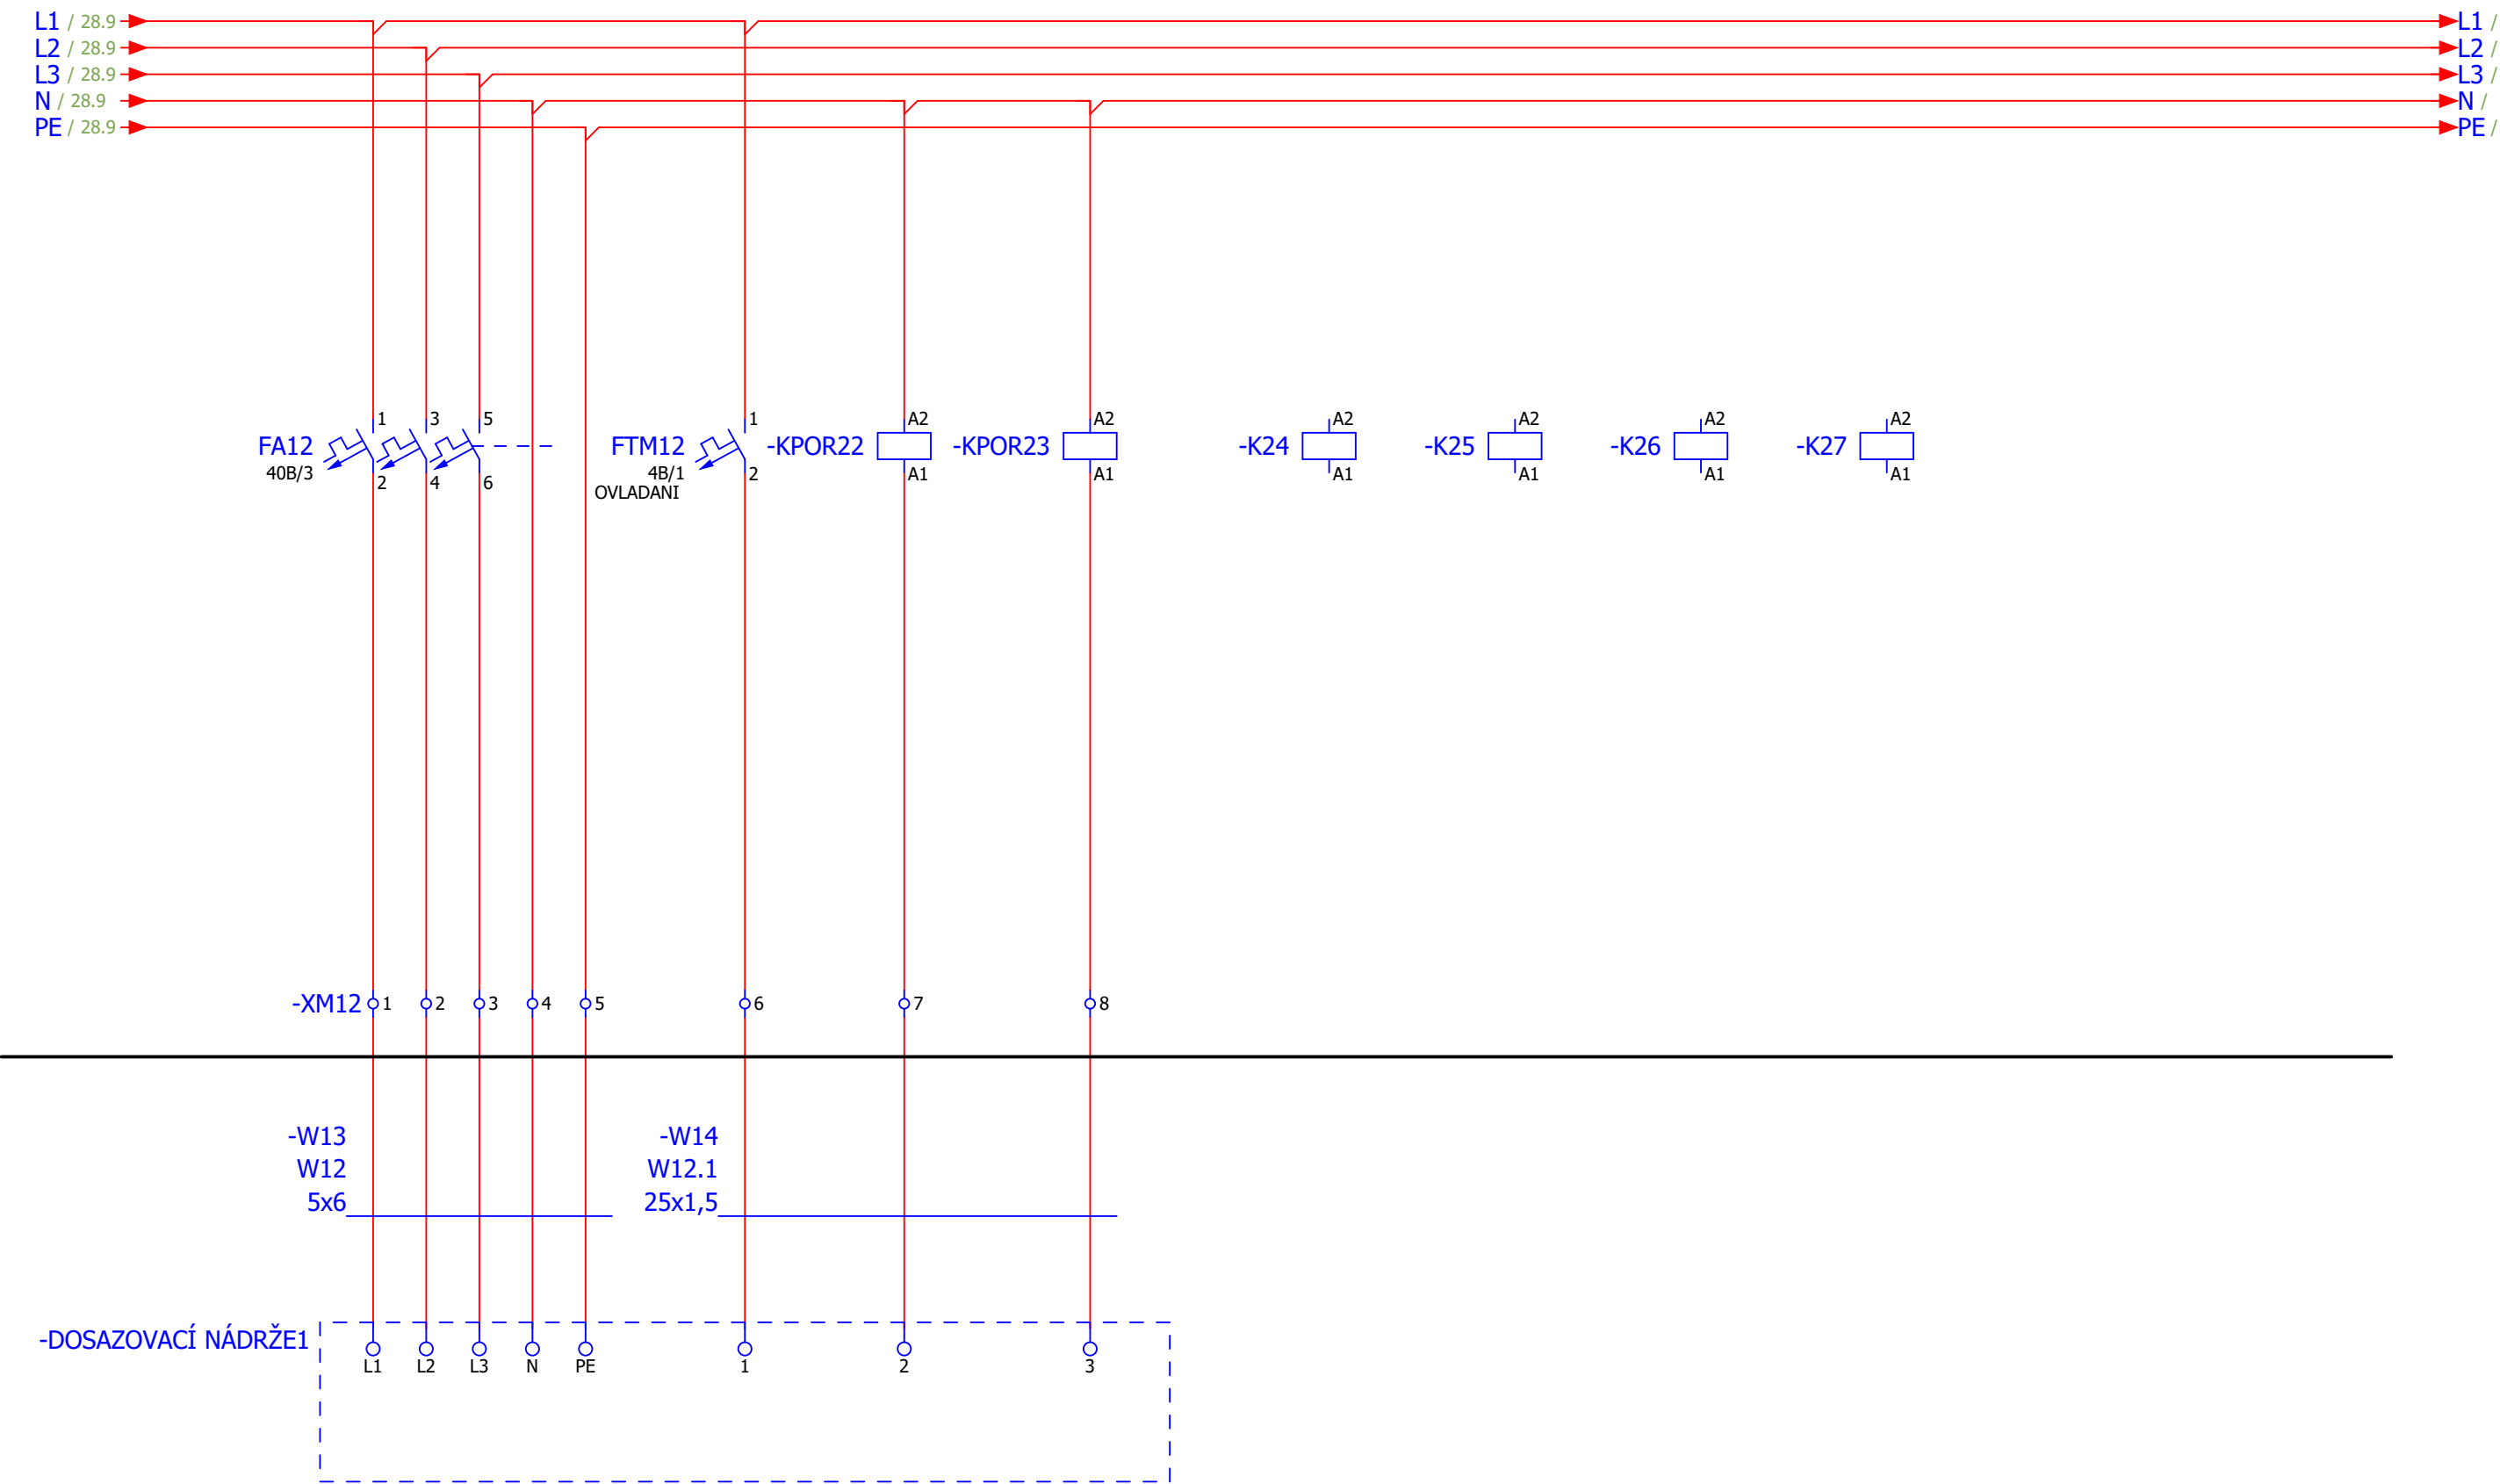 L1 / 28.9
L2 / 28.9
L3 / 28.9
N / 28.9
PE / 28.9
L1 /
L2 /
L3 /
N /
PE /
FA12
40B/3
1
2
3
4
5
6
FTM12
4B/1
OVLADANI
1
2
-KPOR22
A2
A1
-KPOR23
A2
A1
-K24
A2
A1
-K25
A2
A1
-K26
A2
A1
-K27
A2
A1
-XM12 1 2 3 4 5 6 7 8
-W13
W12
5x6
-W14
W12.1
25x1,5
-DOSAZOVACÍ NÁDRŽE1
L1 L2 L3 N PE 1 2 3